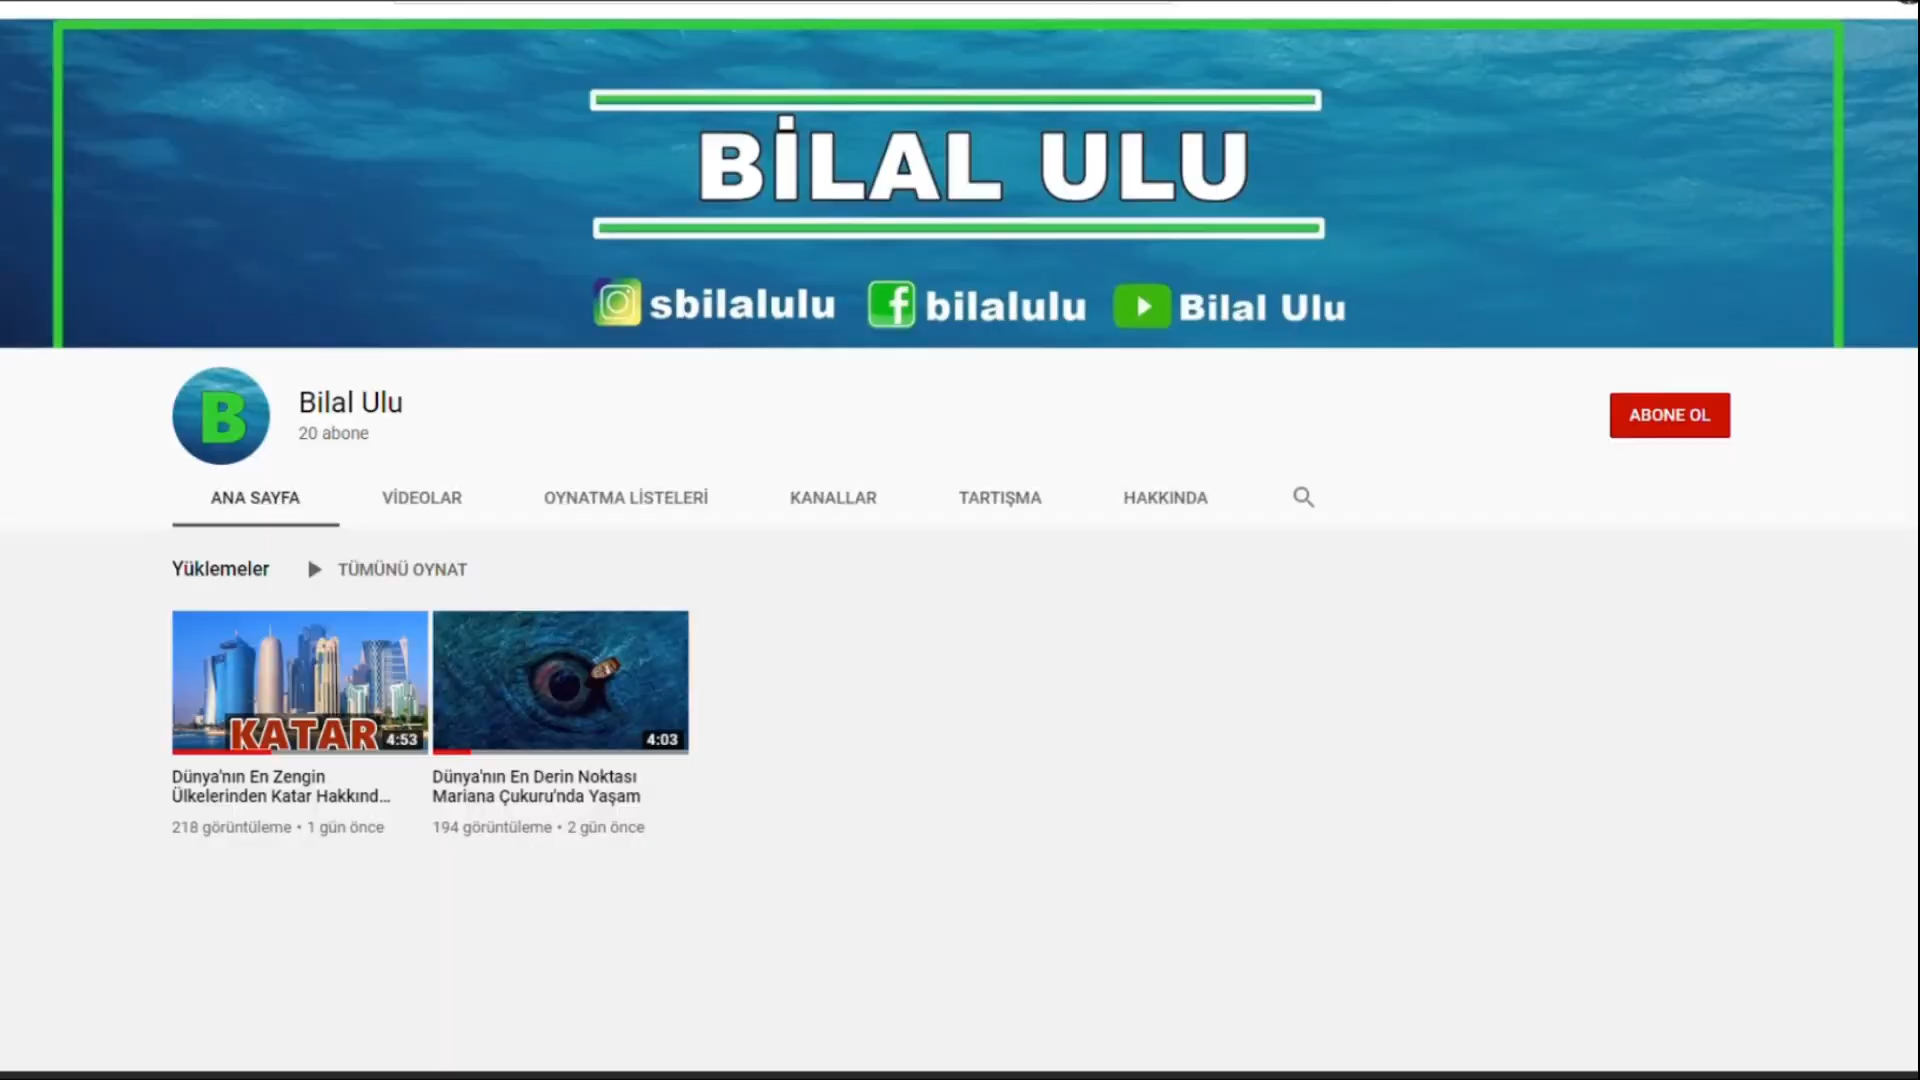 BİLAL ULU
sbilalulu bilalulu Bilal Ulu
B
Bilal Ulu
20 abone
ABONE OL
ANA SAYFA VİDEOLAR OYNATMA LİSTELERİ KANALLAR TARTIŞMA HAKKINDA
Yüklemeler TÜMÜNÜ OYNAT
KATAR
4:53
4:03
Dünya'nın En Zengin
Ülkelerinden Katar Hakkınd...
218 görüntüleme • 1 gün önce
Dünya'nın En Derin Noktası
Mariana Çukuru'nda Yaşam
194 görüntüleme • 2 gün önce